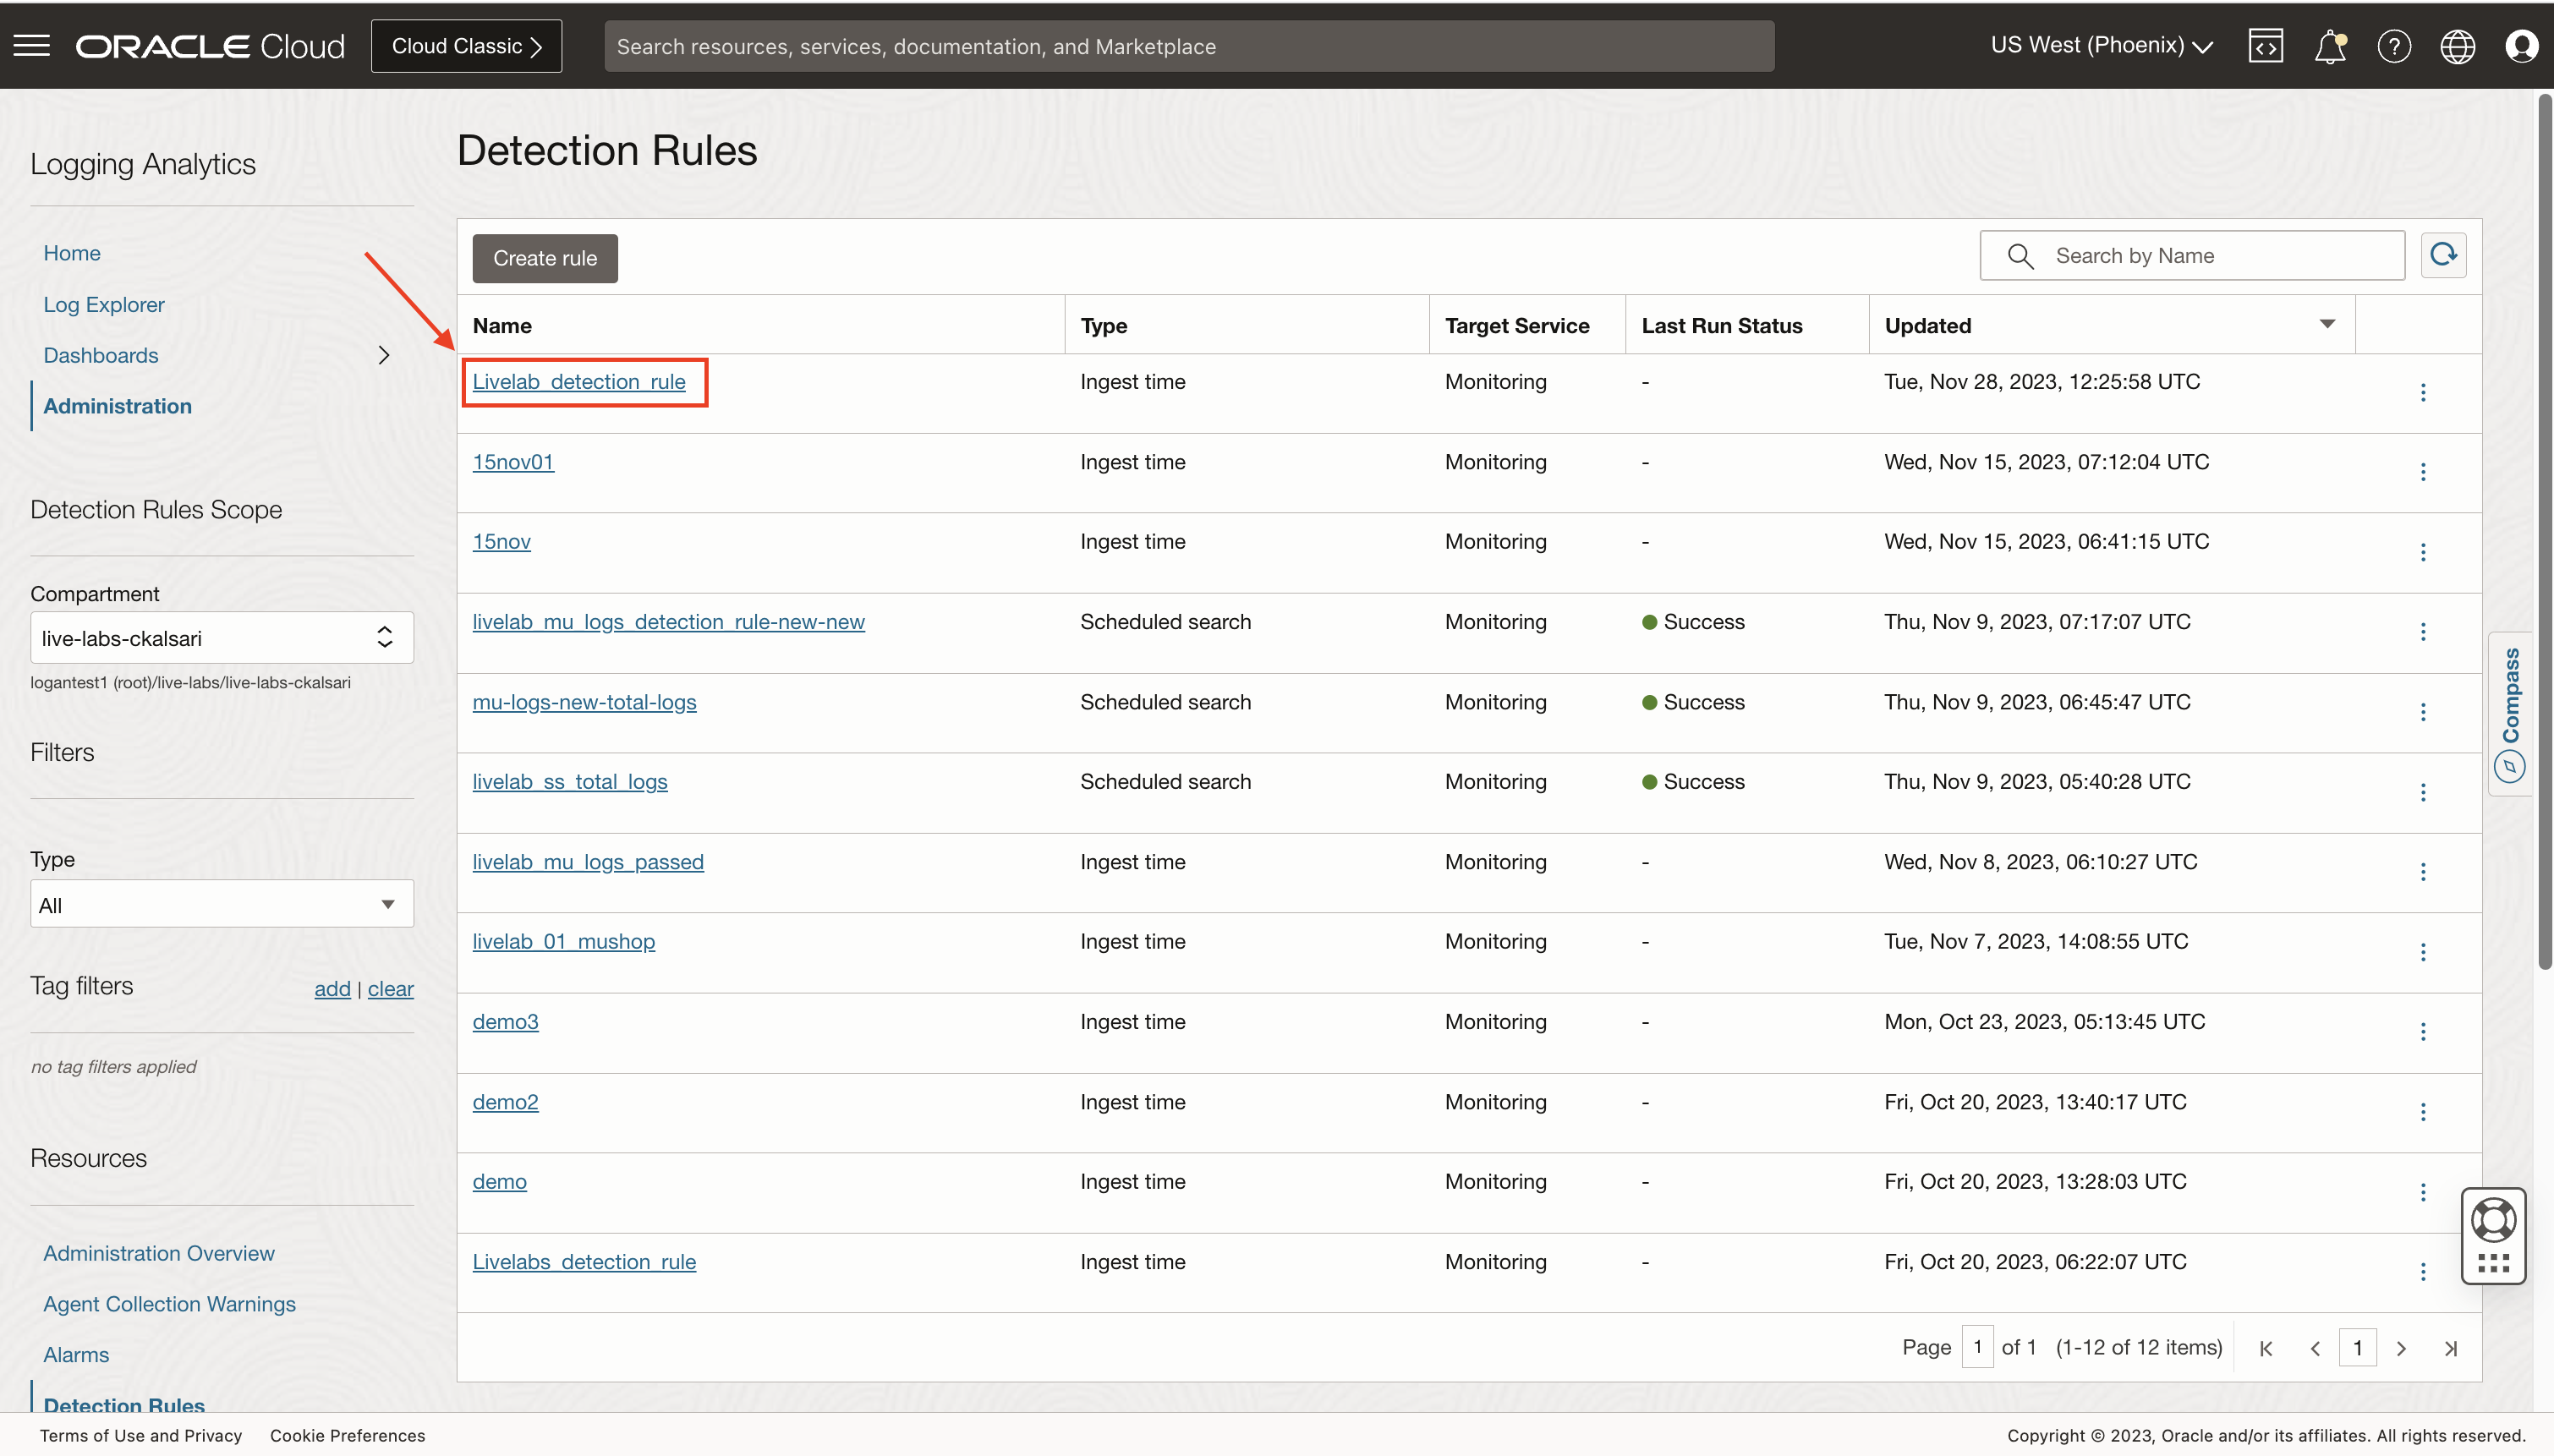 ORACLE Cloud
Cloud Classic
Search resources, services, documentation, and Marketplace
US West (Phoenix)
Logging Analytics
Home
Log Explorer
Dashboards
Administration
Detection Rules Scope
Compartment
live-labs-ckalsari
logantest1 (root)/live-labs/live-labs-ckalsari
Filters
Type
All
Tag filters
add | clear
no tag filters applied
Resources
Administration Overview
Agent Collection Warnings
Alarms
Detection Rules
Detection Rules
Create rule
Search by Name
Name Type Target Service Last Run Status Updated
Livelab_detection_rule Ingest time Monitoring - Tue, Nov 28, 2023, 12:25:58 UTC
15nov01 Ingest time Monitoring - Wed, Nov 15, 2023, 07:12:04 UTC
15nov Ingest time Monitoring - Wed, Nov 15, 2023, 06:41:15 UTC
livelab_mu_logs_detection_rule-new-new Scheduled search Monitoring Success Thu, Nov 9, 2023, 07:17:07 UTC
mu-logs-new-total-logs Scheduled search Monitoring Success Thu, Nov 9, 2023, 06:45:47 UTC
livelab_ss_total_logs Scheduled search Monitoring Success Thu, Nov 9, 2023, 05:40:28 UTC
livelab_mu_logs_passed Ingest time Monitoring - Wed, Nov 8, 2023, 06:10:27 UTC
livelab_01_mushop Ingest time Monitoring - Tue, Nov 7, 2023, 14:08:55 UTC
demo3 Ingest time Monitoring - Mon, Oct 23, 2023, 05:13:45 UTC
demo2 Ingest time Monitoring - Fri, Oct 20, 2023, 13:40:17 UTC
demo Ingest time Monitoring - Fri, Oct 20, 2023, 13:28:03 UTC
Livelabs_detection_rule Ingest time Monitoring - Fri, Oct 20, 2023, 06:22:07 UTC
Page 1 of 1 (1-12 of 12 items) 1
Compass
Terms of Use and Privacy Cookie Preferences
Copyright © 2023, Oracle and/or its affiliates. All rights reserved.